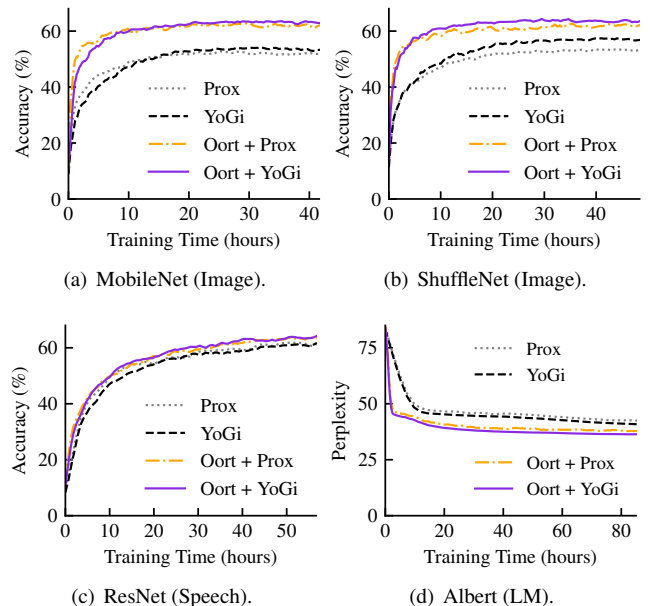 Accuracy (%)
60
40
20
0
Prox
YoGi
Oort + Prox
Oort + YoGi
0 10 20 30 40
Training Time (hours)
(a) MobileNet (Image).
Accuracy (%)
60
40
20
0
Prox
YoGi
Oort + Prox
Oort + YoGi
0 20 40
Training Time (hours)
(b) ShuffleNet (Image).
Accuracy (%)
60
40
20
0
Prox
YoGi
Oort + Prox
Oort + YoGi
0 10 20 30 40 50
Training Time (hours)
(c) ResNet (Speech).
Perplexity
75
50
25
0
Prox
YoGi
Oort + Prox
Oort + YoGi
0 20 40 60 80
Training Time (hours)
(d) Albert (LM).